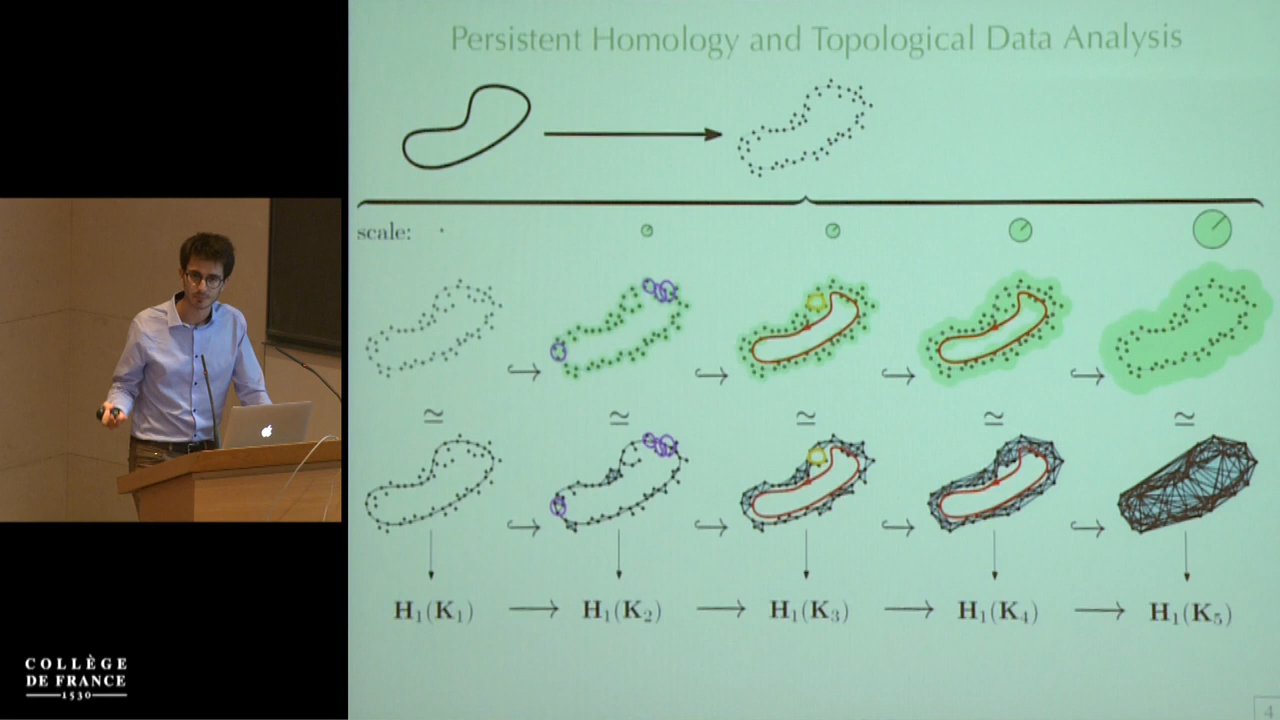 Persistent Homology and Topological Data Analysis
scale:
↪ ↪ ↪ ↪
≃ ≃ ≃ ≃ ≃
↪ ↪ ↪ ↪
H₁(K₁) ⟶ H₁(K₂) ⟶ H₁(K₃) ⟶ H₁(K₄) ⟶ H₁(K₅)
COLLÈGE
DE FRANCE
1530
4